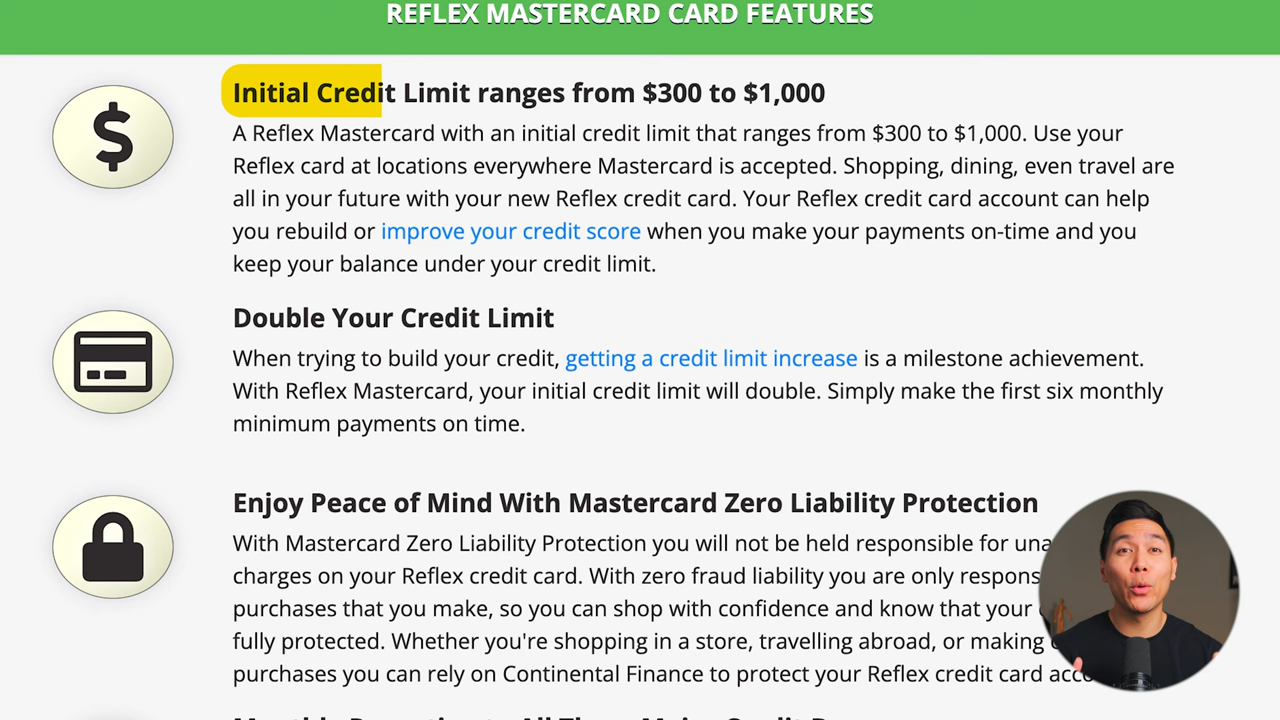 REFLEX MASTERCARD CARD FEATURES
Initial Credit Limit ranges from $300 to $1,000
A Reflex Mastercard with an initial credit limit that ranges from $300 to $1,000. Use your
Reflex card at locations everywhere Mastercard is accepted. Shopping, dining, even travel are
all in your future with your new Reflex credit card. Your Reflex credit card account can help
you rebuild or improve your credit score when you make your payments on-time and you
keep your balance under your credit limit.
Double Your Credit Limit
When trying to build your credit, getting a credit limit increase is a milestone achievement.
With Reflex Mastercard, your initial credit limit will double. Simply make the first six monthly
minimum payments on time.
Enjoy Peace of Mind With Mastercard Zero Liability Protection
With Mastercard Zero Liability Protection you will not be held responsible for
charges on your Reflex credit card. With zero fraud liability you are only
purchases that you make, so you can shop with confidence and know that your
fully protected. Whether you're shopping in a store, travelling abroad, or making
purchases you can rely on Continental Finance to protect your Reflex credit card